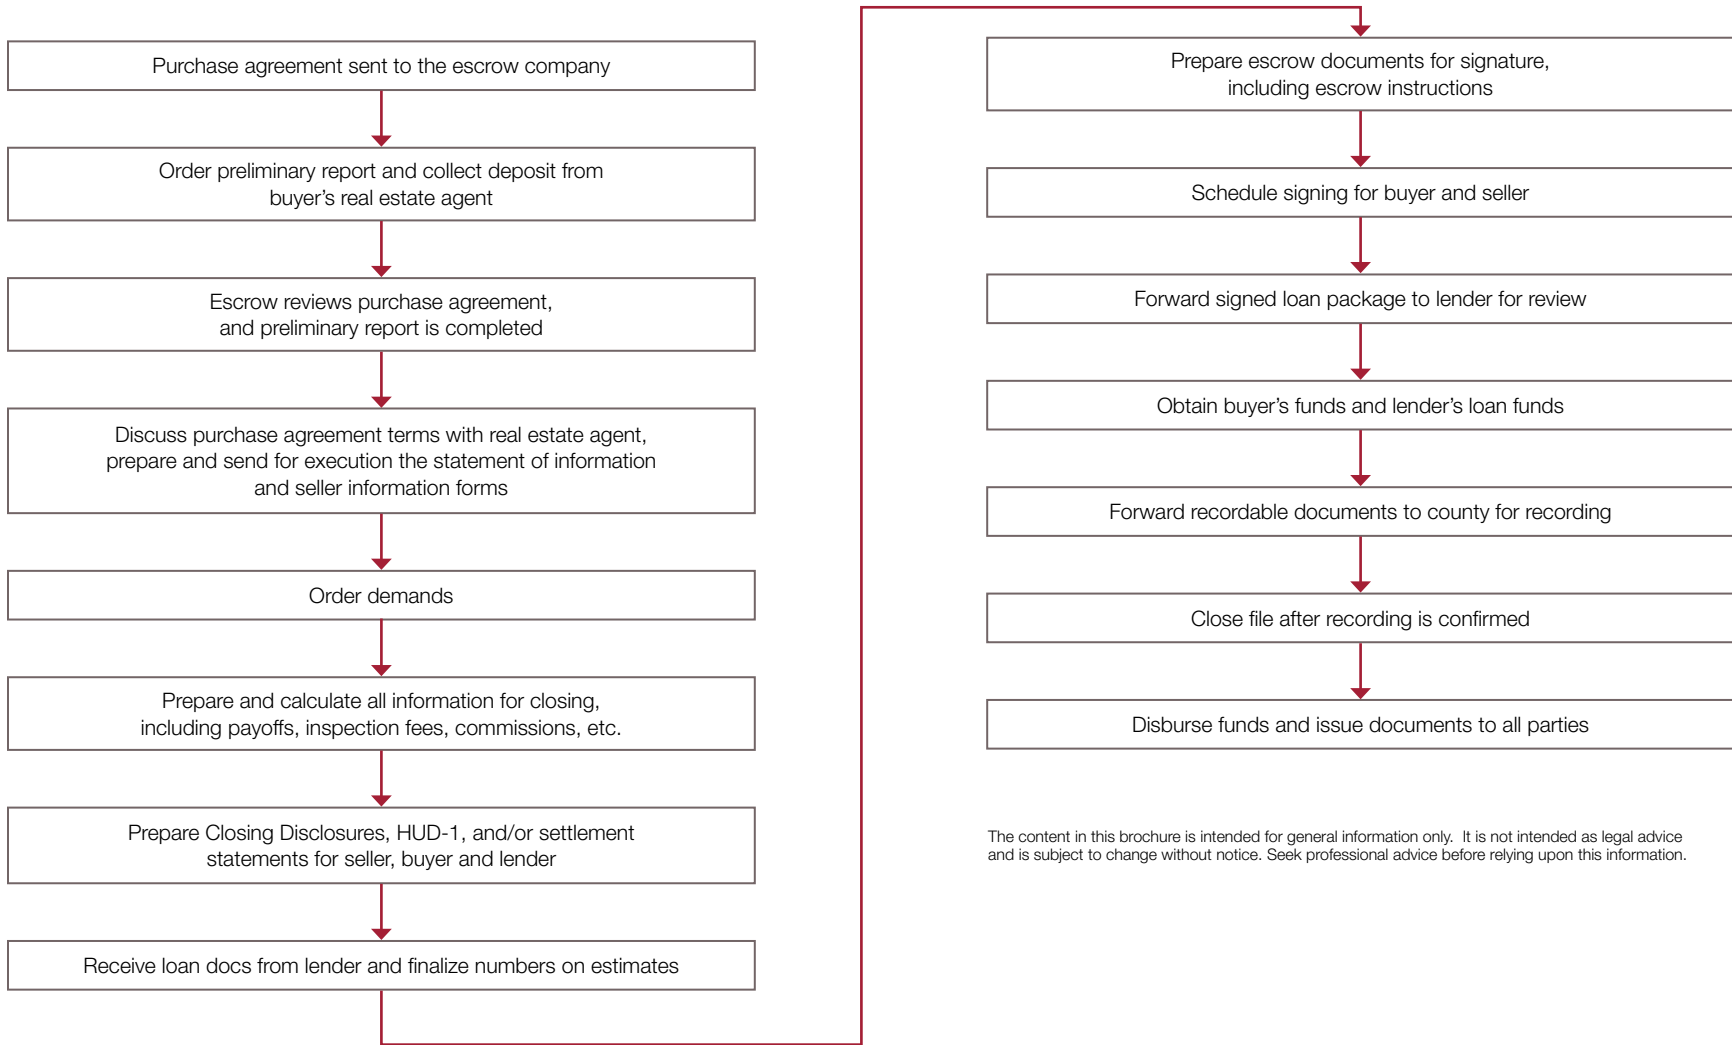 Purchase agreement sent to the escrow company
Order preliminary report and collect deposit from
buyer’s real estate agent
Escrow reviews purchase agreement,
and preliminary report is completed
Discuss purchase agreement terms with real estate agent,
prepare and send for execution the statement of information
and seller information forms
Order demands
Prepare and calculate all information for closing,
including payoffs, inspection fees, commissions, etc.
Prepare Closing Disclosures, HUD-1, and/or settlement
statements for seller, buyer and lender
Receive loan docs from lender and finalize numbers on estimates
Prepare escrow documents for signature,
including escrow instructions
Schedule signing for buyer and seller
Forward signed loan package to lender for review
Obtain buyer’s funds and lender’s loan funds
Forward recordable documents to county for recording
Close file after recording is confirmed
Disburse funds and issue documents to all parties
The content in this brochure is intended for general information only.  It is not intended as legal advice
and is subject to change without notice. Seek professional advice before relying upon this information.